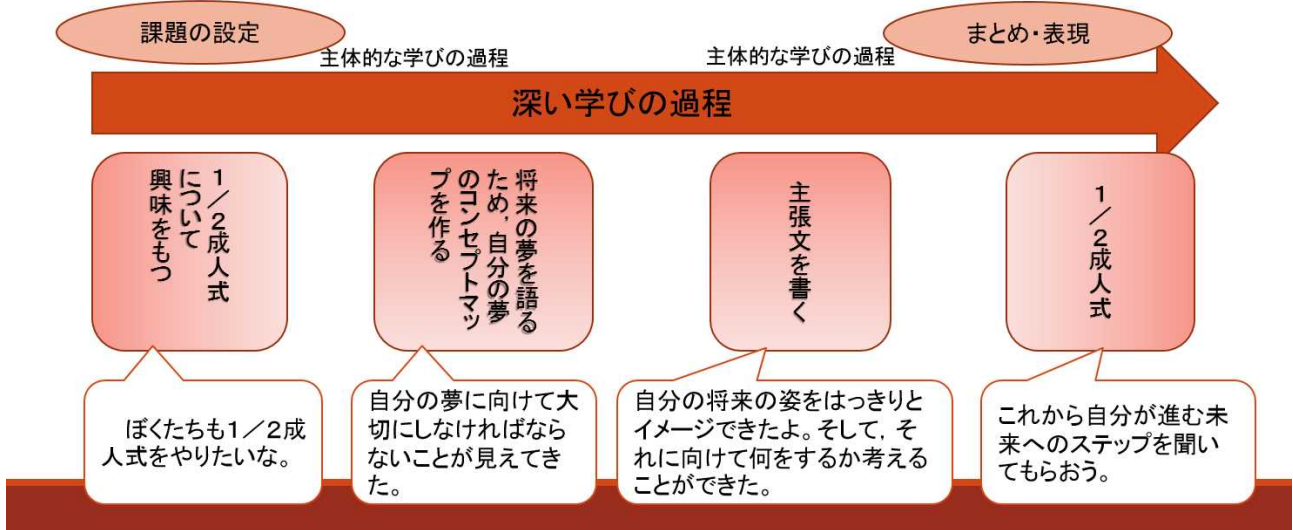 課題の設定
まとめ・表現
主体的な学びの過程
主体的な学びの過程
深い学びの過程
１／２成人式
について
興味をもつ
将来の夢を語る
ため，自分の夢
のコンセプトマッ
プを作る
主張文を書く
１／２成人式
ぼくたちも１／２成
人式をやりたいな。
自分の夢に向けて大
切にしなければなら
ないことが見えてき
た。
自分の将来の姿をはっきりと
イメージできたよ。そして，そ
れに向けて何をするか考える
ことができた。
これから自分が進む未
来へのステップを聞い
てもらおう。